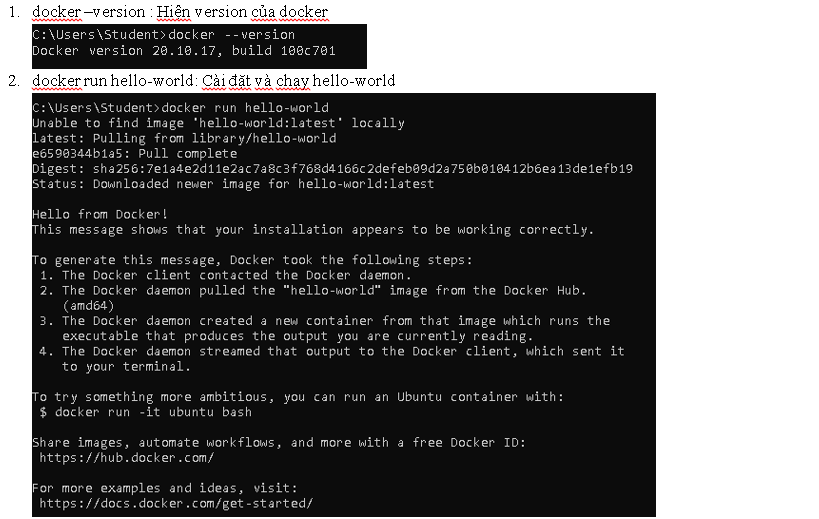 1. docker –version : Hiện version của docker
C:\Users\Student>docker --version
Docker version 20.10.17, build 100c701
2. docker run hello-world: Cài đặt và chạy hello-world
C:\Users\Student>docker run hello-world
Unable to find image 'hello-world:latest' locally
latest: Pulling from library/hello-world
e6590344b1a5: Pull complete
Digest: sha256:7e1a4e2d11e2ac7a8c3f768d4166c2defeb09d2a750b010412b6ea13de1efb19
Status: Downloaded newer image for hello-world:latest
Hello from Docker!
This message shows that your installation appears to be working correctly.
To generate this message, Docker took the following steps:
1. The Docker client contacted the Docker daemon.
2. The Docker daemon pulled the "hello-world" image from the Docker Hub.
(amd64)
3. The Docker daemon created a new container from that image which runs the
executable that produces the output you are currently reading.
4. The Docker daemon streamed that output to the Docker client, which sent it
to your terminal.
To try something more ambitious, you can run an Ubuntu container with:
$ docker run -it ubuntu bash
Share images, automate workflows, and more with a free Docker ID:
https://hub.docker.com/
For more examples and ideas, visit:
https://docs.docker.com/get-started/